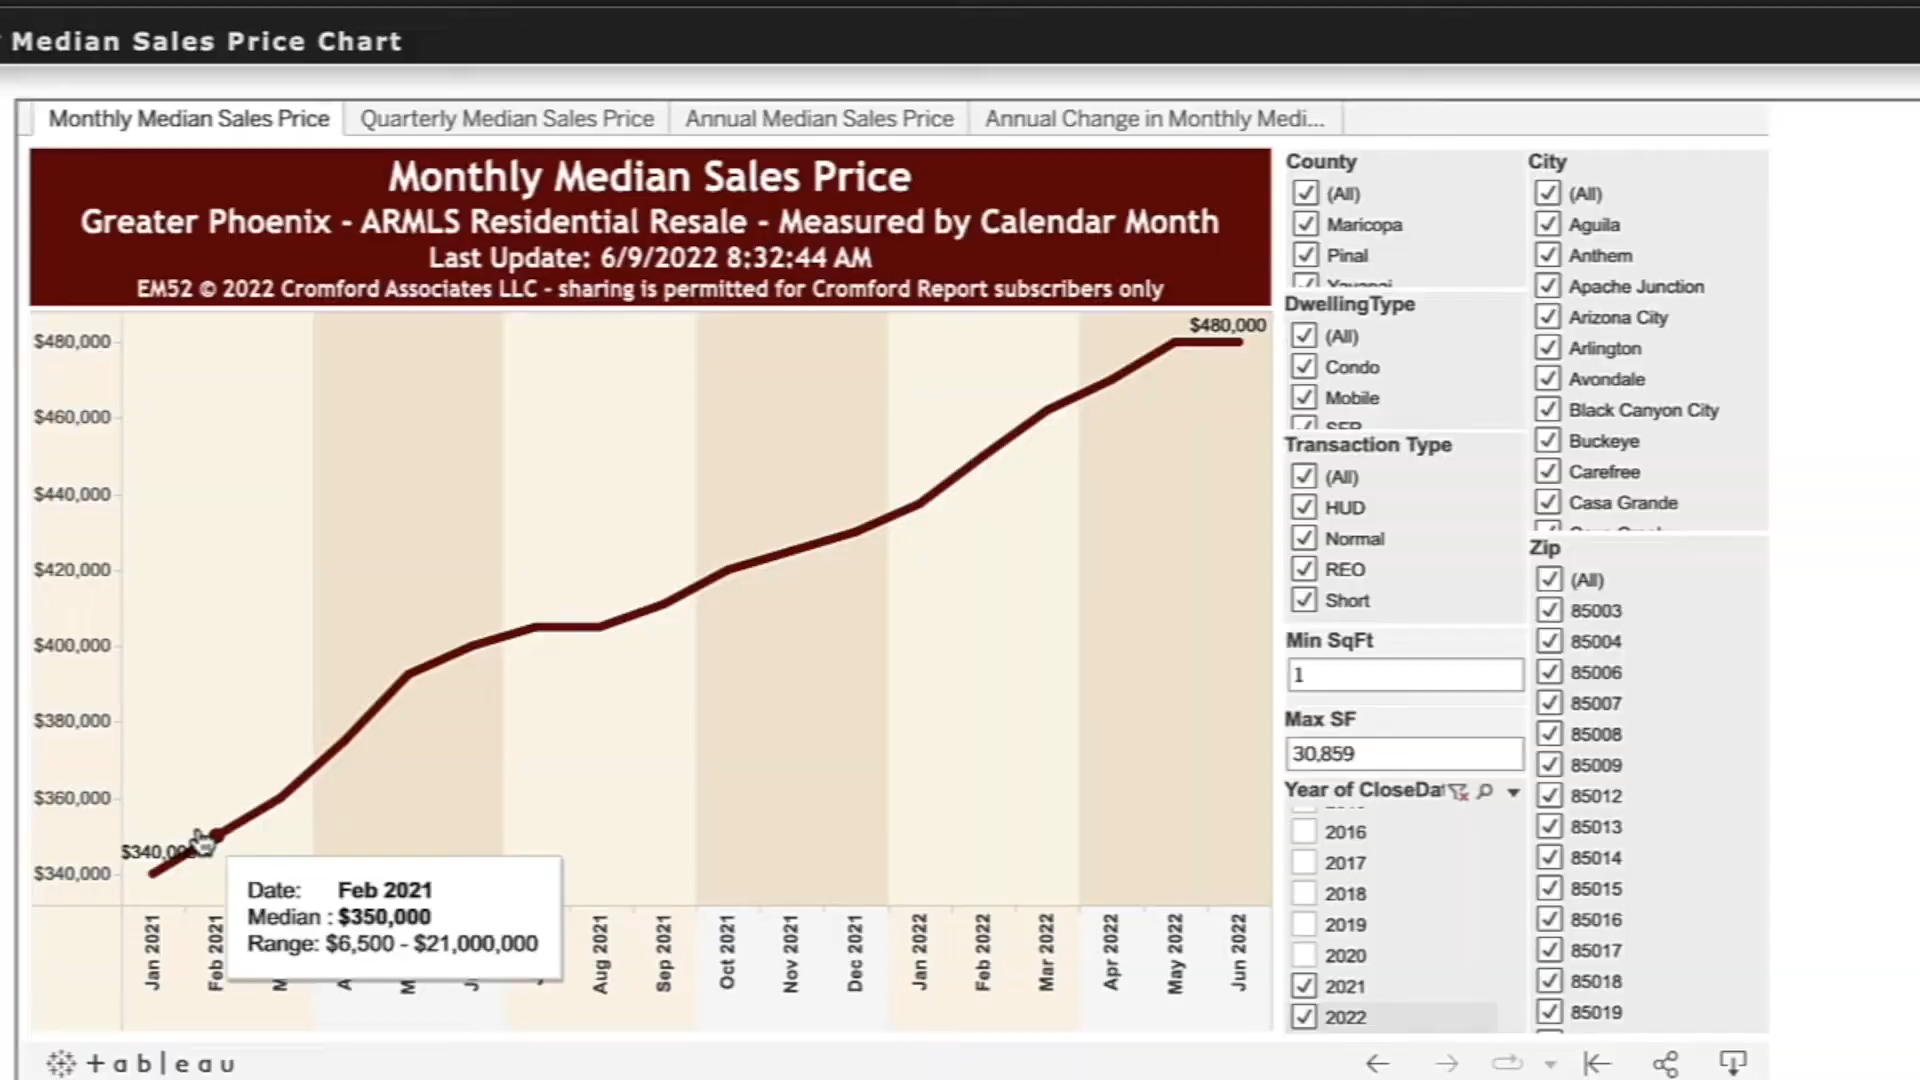 Median Sales Price Chart
Monthly Median Sales Price
Quarterly Median Sales Price
Annual Median Sales Price
Annual Change in Monthly Medi...
Monthly Median Sales Price
Greater Phoenix - ARMLS Residential Resale - Measured by Calendar Month
Last Update: 6/9/2022 8:32:44 AM
EM52 © 2022 Cromford Associates LLC - sharing is permitted for Cromford Report subscribers only
$480,000
$460,000
$440,000
$420,000
$400,000
$380,000
$360,000
$340,000
$480,000
Date: Feb 2021
Median : $350,000
Range: $6,500 - $21,000,000
Jan 2021
Feb 2021
Aug 2021
Sep 2021
Oct 2021
Nov 2021
Dec 2021
Jan 2022
Feb 2022
Mar 2022
Apr 2022
May 2022
Jun 2022
County
(All)
Maricopa
Pinal
DwellingType
(All)
Condo
Mobile
Transaction Type
(All)
HUD
Normal
REO
Short
Min SqFt
1
Max SF
30,859
Year of CloseDat
2016
2017
2018
2019
2020
2021
2022
City
(All)
Aguila
Anthem
Apache Junction
Arizona City
Arlington
Avondale
Black Canyon City
Buckeye
Carefree
Casa Grande
Zip
(All)
85003
85004
85006
85007
85008
85009
85012
85013
85014
85015
85016
85017
85018
85019
+ableau